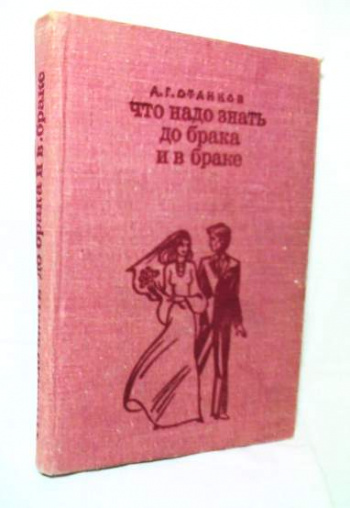 А.Г.СТАНКОВ
что надо знать
до брака
и в браке
до брака и в браке